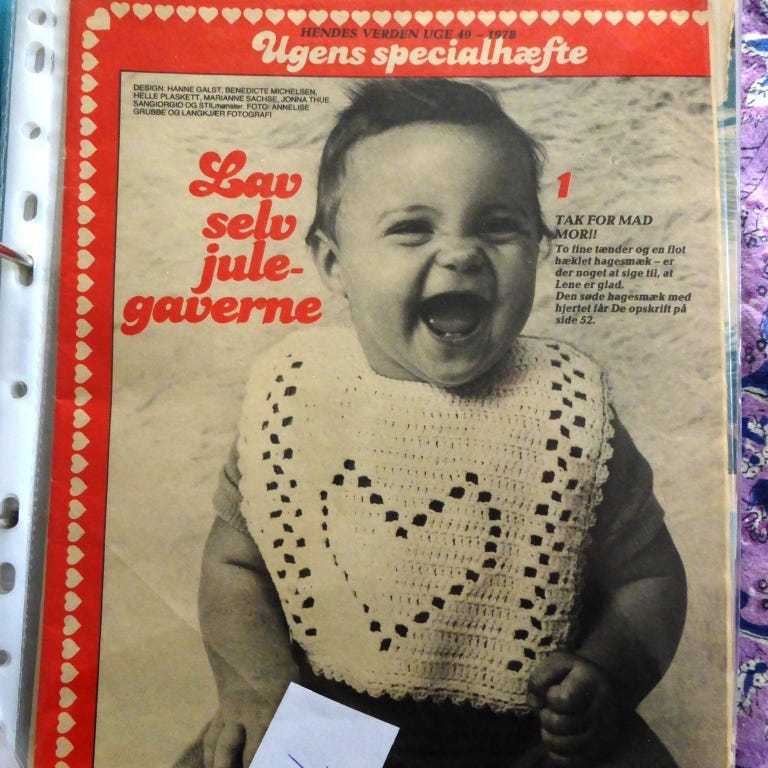 HENDES VERDEN UGE 49 - 1978
Ugens specialhæfte
DESIGN: HANNE GALST, BENEDICTE MICHELSEN,
HELLE PLASKETT, MARIANNE SACHSE, JONNA THUE
SANGIORGIO OG STILmønster. FOTO: ANNELISE
GRUBBE OG LANGKJÆR FOTOGRAFI
Lav
selv
jule-
gaverne
1
TAK FOR MAD
MOR!!
To fine tænder og en flot
hæklet hagesmæk – er
der noget at sige til, at
Lene er glad.
Den søde hagesmæk med
hjertet får De opskrift på
side 52.